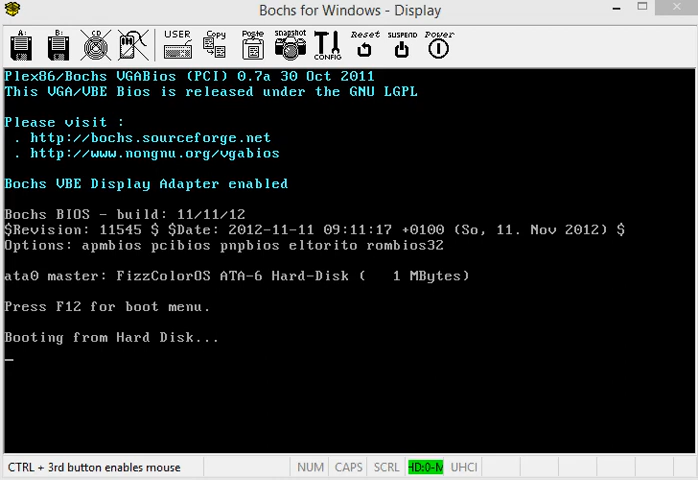 Bochs for Windows - Display
A: B: CD USER Copy Paste snapshot CONFIG Reset SUSPEND Power
Plex86/Bochs VGABios (PCI) 0.7a 30 Oct 2011
This VGA/VBE Bios is released under the GNU LGPL
Please visit :
. http://bochs.sourceforge.net
. http://www.nongnu.org/vgabios
Bochs VBE Display Adapter enabled
Bochs BIOS - build: 11/11/12
$Revision: 11545 $ $Date: 2012-11-11 09:11:17 +0100 (So, 11. Nov 2012) $
Options: apmbios pcibios pnpbios eltorito rombios32
ata0 master: FizzColorOS ATA-6 Hard-Disk ( 1 MBytes)
Press F12 for boot menu.
Booting from Hard Disk...
_
CTRL + 3rd button enables mouse NUM CAPS SCRL HD:0-M UHCI